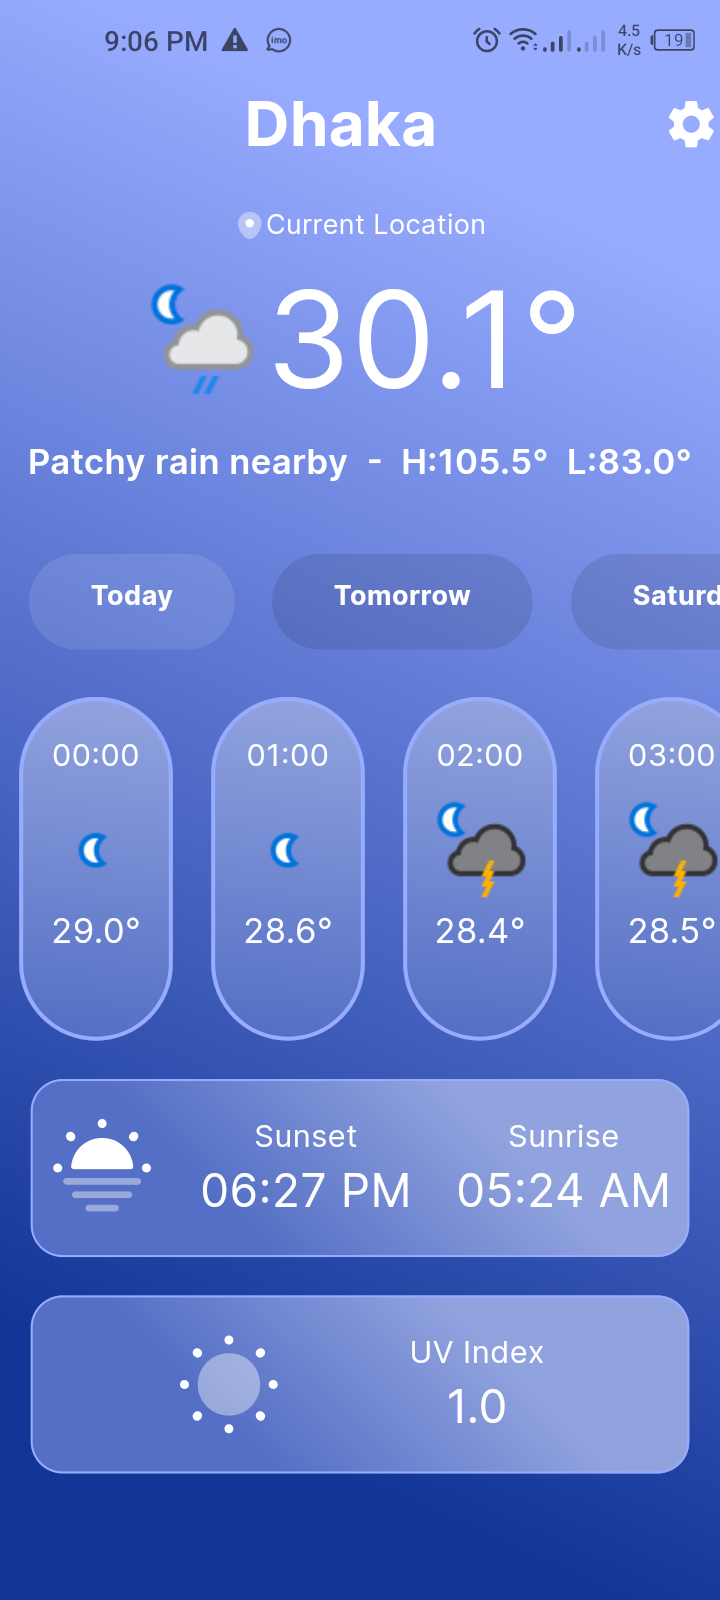 9:06 PM imo 4.5 K/s 19
Dhaka
Current Location
30.1°
Patchy rain nearby - H:105.5° L:83.0°
Today Tomorrow Saturd
00:00 01:00 02:00 03:00
29.0° 28.6° 28.4° 28.5°
Sunset Sunrise
06:27 PM 05:24 AM
UV Index
1.0